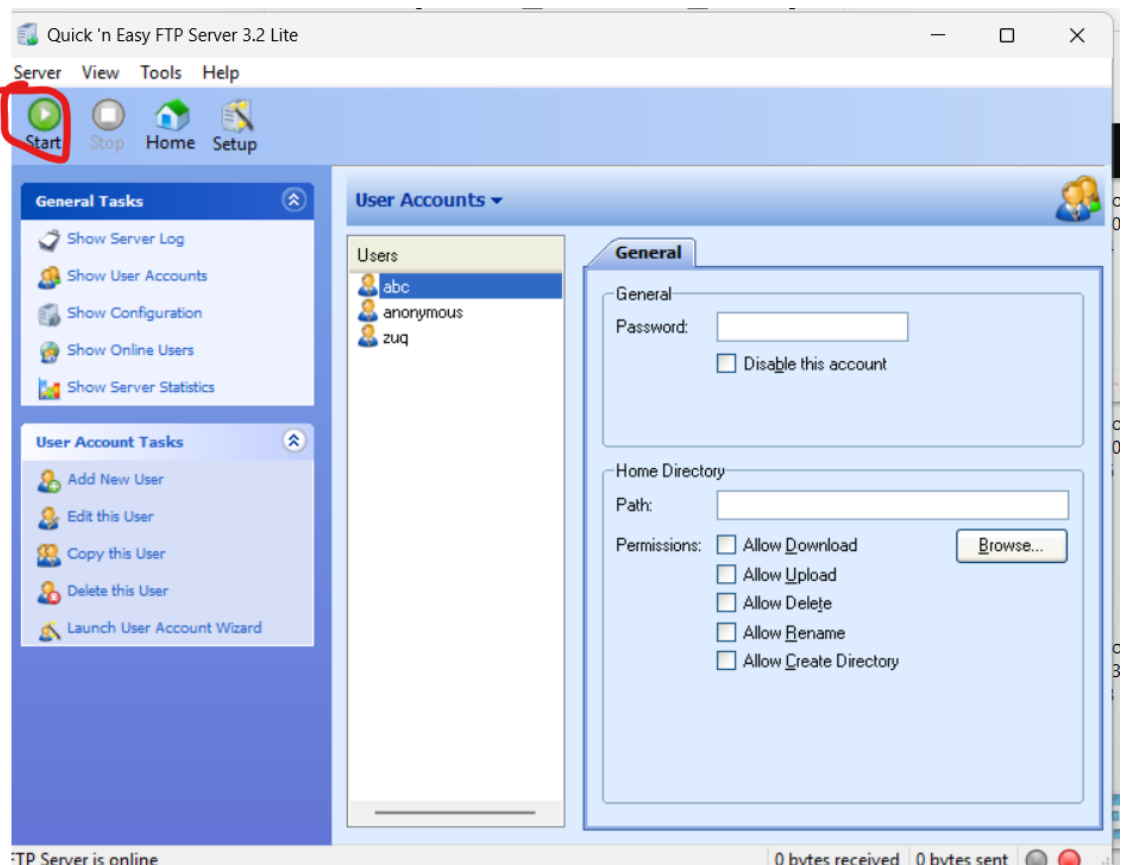 Quick 'n Easy FTP Server 3.2 Lite
Server View Tools Help
Start Stop Home Setup
General Tasks
Show Server Log
Show User Accounts
Show Configuration
Show Online Users
Show Server Statistics
User Account Tasks
Add New User
Edit this User
Copy this User
Delete this User
Launch User Account Wizard
User Accounts
Users
abc
anonymous
zuq
General
General
Password:
Disable this account
Home Directory
Path:
Permissions: Allow Download Browse...
Allow Upload
Allow Delete
Allow Rename
Allow Create Directory
FTP Server is online 0 bytes received 0 bytes sent